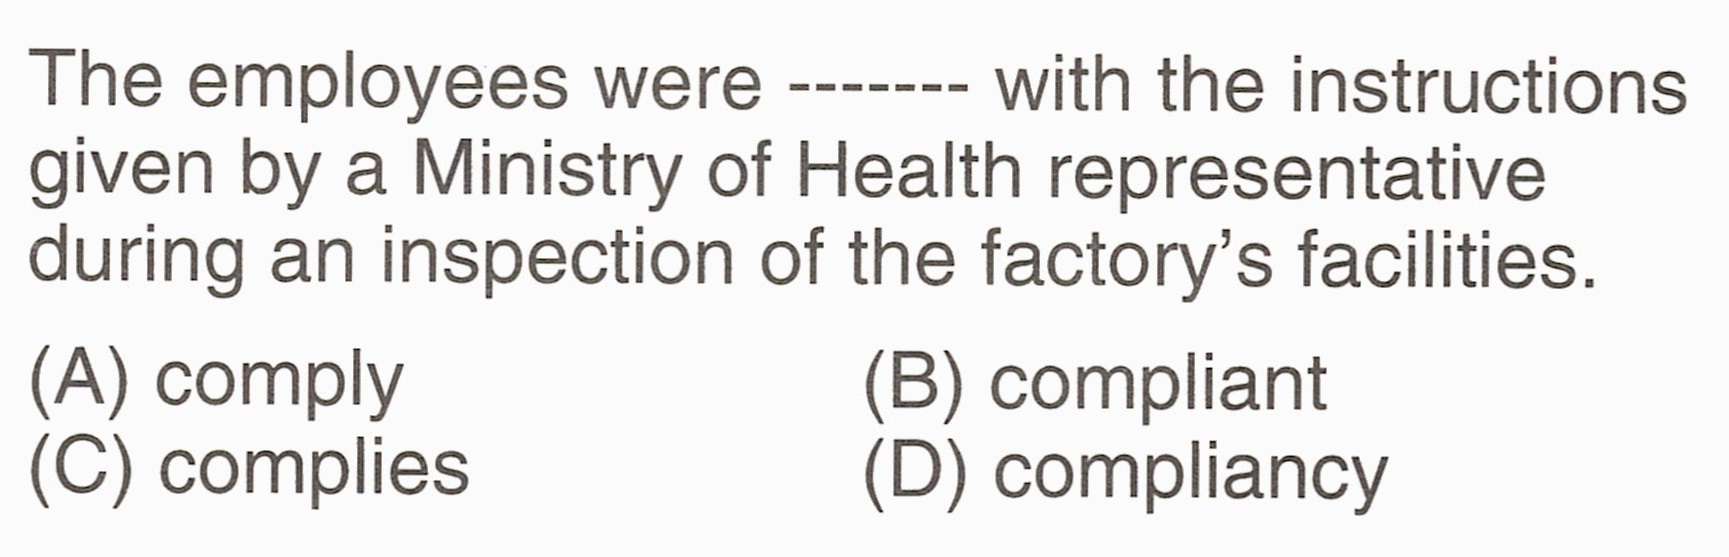 The employees were ------- with the instructions
given by a Ministry of Health representative
during an inspection of the factory's facilities.
(A) comply (B) compliant
(C) complies (D) compliancy